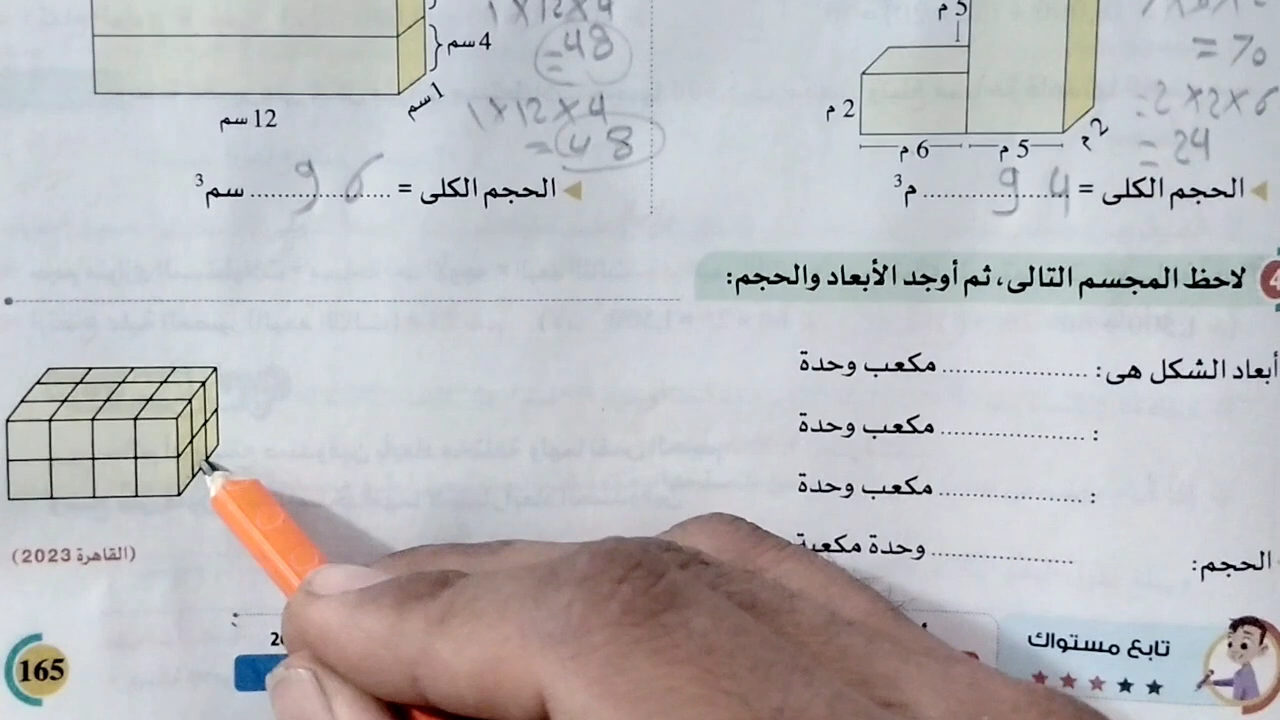 م 5
= 70
م 2
2 × 2 × 6
= 24
م 6
م 5
م 2
الحجم الكلى = 94 م3
1 × 12 × 4
= 48
4 سم
1 × 12 × 4
= 48
1 سم
12 سم
الحجم الكلى = 96 سم3
4 لاحظ المجسم التالى، ثم أوجد الأبعاد والحجم:
أبعاد الشكل هى: .................... مكعب وحدة
: .................... مكعب وحدة
: .................... مكعب وحدة
الحجم: .................... وحدة مكعبة
(القاهرة 2023)
تابع مستواك
165